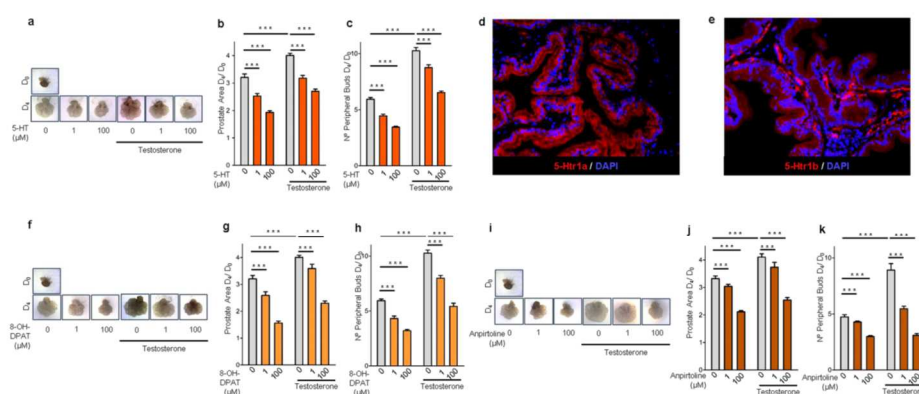 a
D₀
D₄
5-HT
(µM)
0 1 100 0 1 100
Testosterone
b
Prostate Area D₄/ D₀
5
4
3
2
1
0
*** *** *** *** ***
0 1 100 0 1 100
5-HT
(µM)
Testosterone
c
Nº Peripheral Buds D₄/ D₀
10
5
0
*** *** *** *** ***
0 1 100 0 1 100
5-HT
(µM)
Testosterone
d
5-Htr1a / DAPI
e
5-Htr1b / DAPI
f
D₀
D₄
8-OH-
DPAT
(µM)
0 1 100 0 1 100
Testosterone
g
Prostate Area D₄/ D₀
5
4
3
2
1
0
*** *** *** *** ***
0 1 100 0 1 100
8-OH-
DPAT
(µM)
Testosterone
h
Nº Peripheral Buds D₄/ D₀
10
5
0
*** *** *** *** ***
0 1 100 0 1 100
8-OH-
DPAT
(µM)
Testosterone
i
D₀
D₄
Anpirtoline
(µM)
0 1 100 0 1 100
Testosterone
j
Prostate Area D₄/ D₀
5
4
3
2
1
0
*** *** *** *** ***
0 1 100 0 1 100
Anpirtoline
(µM)
Testosterone
k
Nº Peripheral Buds D₄/ D₀
10
5
0
*** *** *** *** ***
0 1 100 0 1 100
Anpirtoline
(µM)
Testosterone